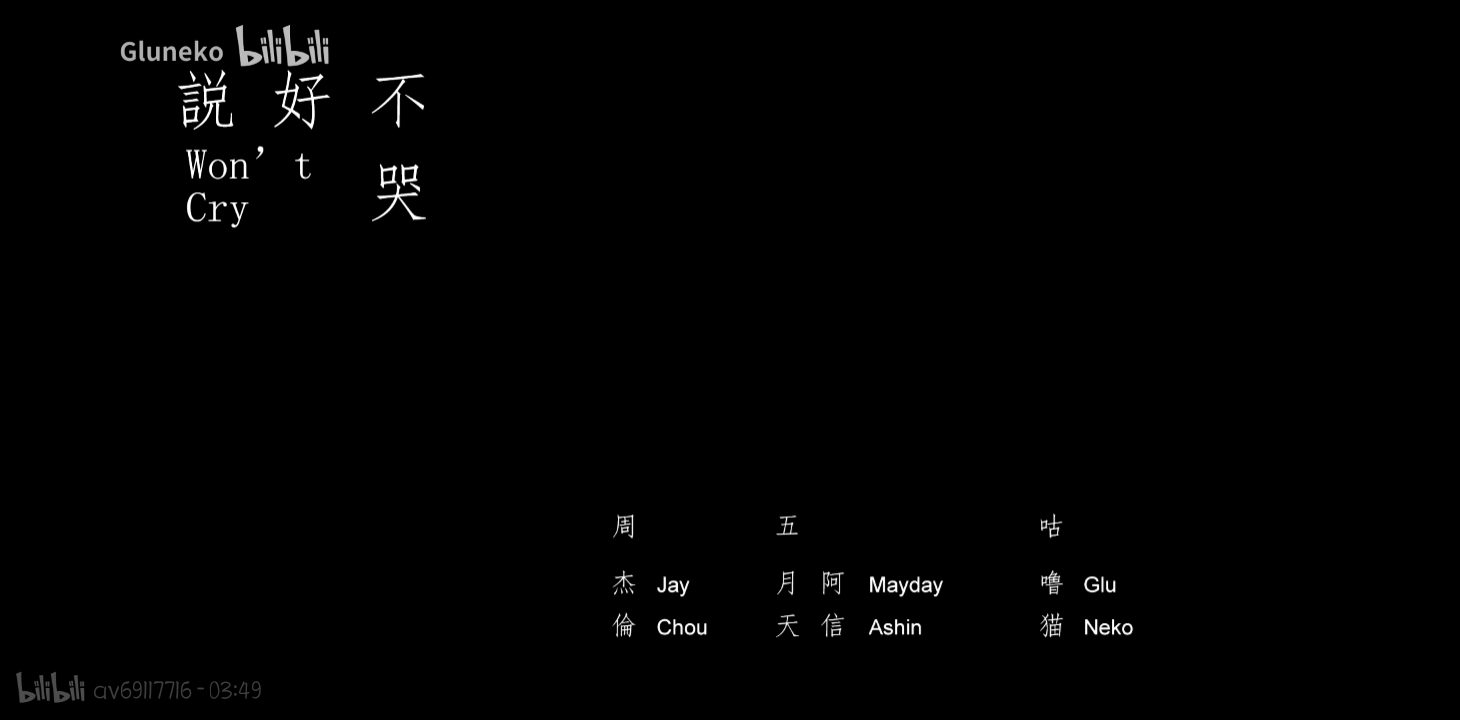 Gluneko bilibili
説好不哭
Won't
Cry
周杰倫
Jay
Chou
五月天
阿信
Mayday
Ashin
咕噜猫
Glu
Neko
bilibili av69117716 - 03:49